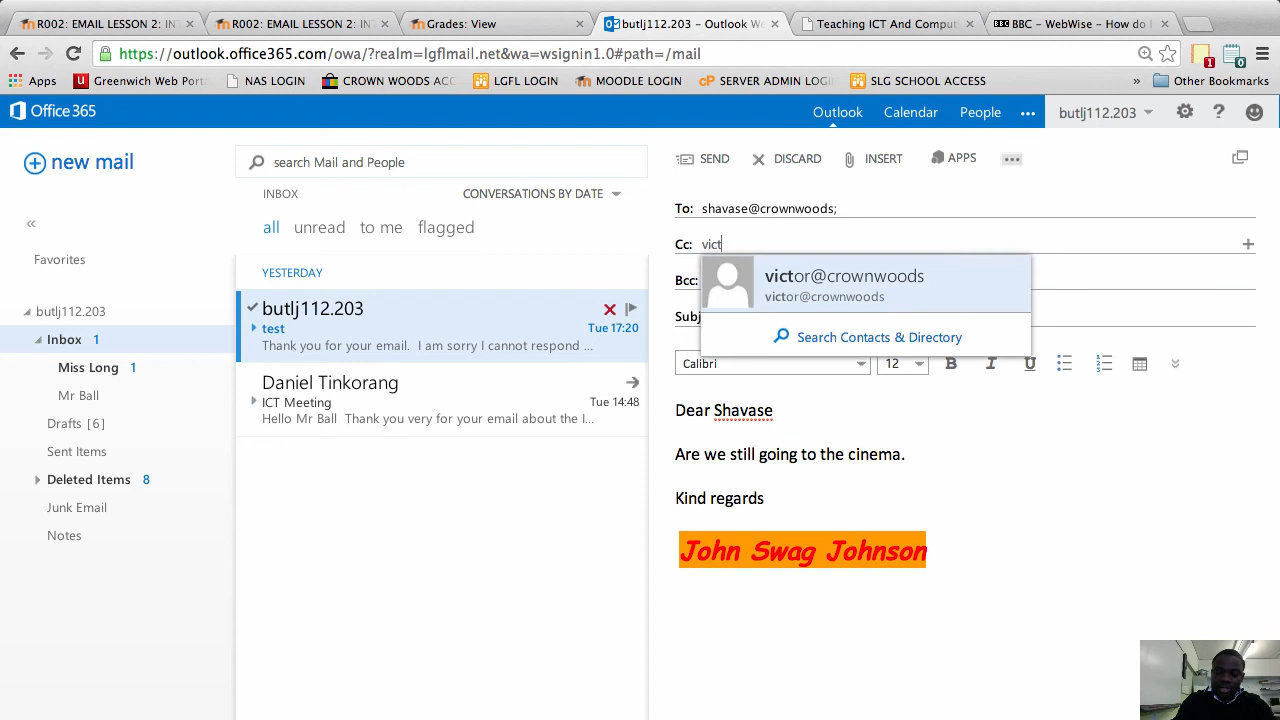 R002: EMAIL LESSON 2: INT
R002: EMAIL LESSON 2: INT
Grades: View
butlj112.203 – Outlook We
Teaching ICT And Comput
BBC – WebWise – How do I
https://outlook.office365.com/owa/?realm=lgflmail.net&wa=wsignin1.0#path=/mail
1
0
Apps
Greenwich Web Port
NAS LOGIN
CROWN WOODS ACC
LGFL LOGIN
MOODLE LOGIN
SERVER ADMIN LOGI
SLG SCHOOL ACCESS
Other Bookmarks
Office 365
Outlook
Calendar
People
butlj112.203
new mail
search Mail and People
SEND
DISCARD
INSERT
APPS
INBOX
CONVERSATIONS BY DATE
all unread to me flagged
To: shavase@crownwoods;
Cc: vict
victor@crownwoods
victor@crownwoods
Search Contacts & Directory
Bcc:
Subj
Favorites
butlj112.203
Inbox 1
Miss Long 1
Mr Ball
Drafts [6]
Sent Items
Deleted Items 8
Junk Email
Notes
YESTERDAY
butlj112.203
test
Tue 17:20
Thank you for your email. I am sorry I cannot respond ...
Daniel Tinkorang
ICT Meeting
Tue 14:48
Hello Mr Ball Thank you very for your email about the I...
Calibri
12
B
I
U
Dear Shavase
Are we still going to the cinema.
Kind regards
John Swag Johnson